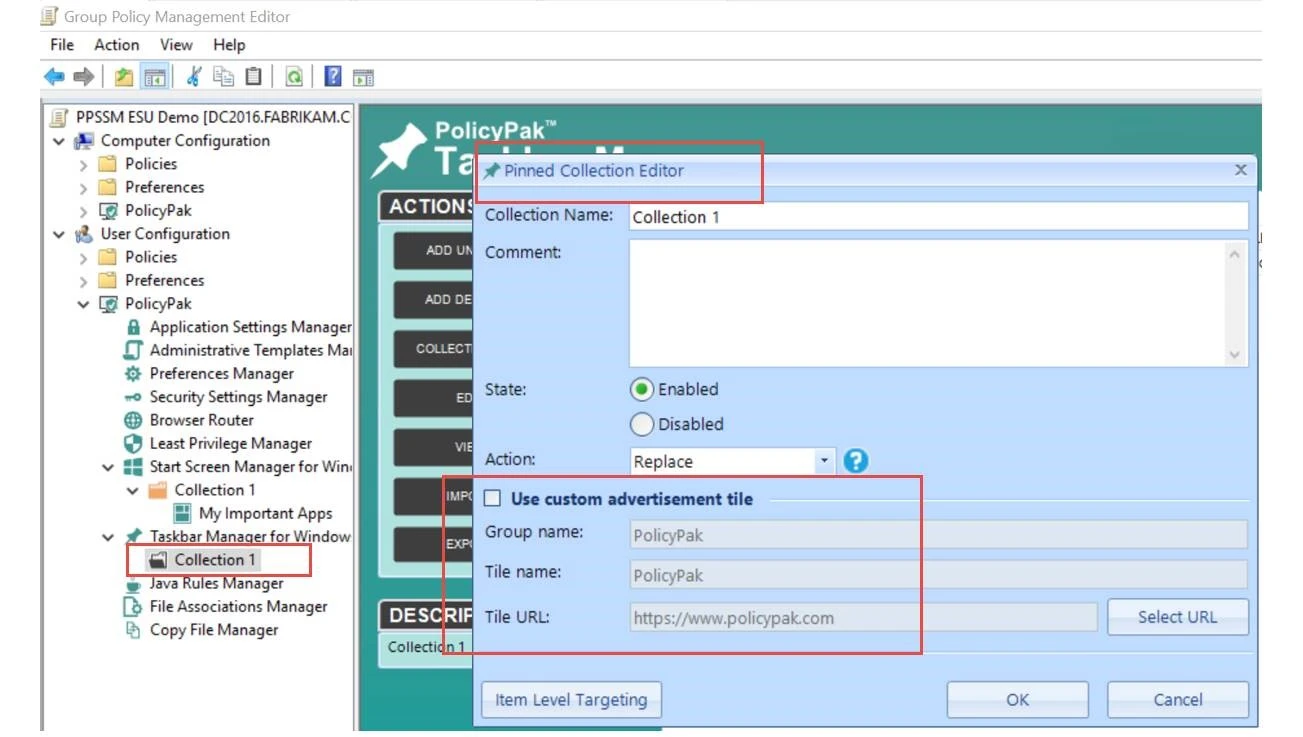 Group Policy Management Editor
File Action View Help
PPSSM ESU Demo [DC2016.FABRIKAM.C
Computer Configuration
Policies
Preferences
PolicyPak
User Configuration
Policies
Preferences
PolicyPak
Application Settings Manager
Administrative Templates Mai
Preferences Manager
Security Settings Manager
Browser Router
Least Privilege Manager
Start Screen Manager for Wind
Collection 1
My Important Apps
Taskbar Manager for Window
Collection 1
Java Rules Manager
File Associations Manager
Copy File Manager
PolicyPak™
ACTIONS
ADD UN
ADD DE
COLLECT
ED
VIE
IMPO
EXPO
DESCRIP
Collection 1
Pinned Collection Editor
Collection Name: Collection 1
Comment:
State: Enabled
Disabled
Action: Replace
Use custom advertisement tile
Group name: PolicyPak
Tile name: PolicyPak
Tile URL: https://www.policypak.com Select URL
Item Level Targeting OK Cancel